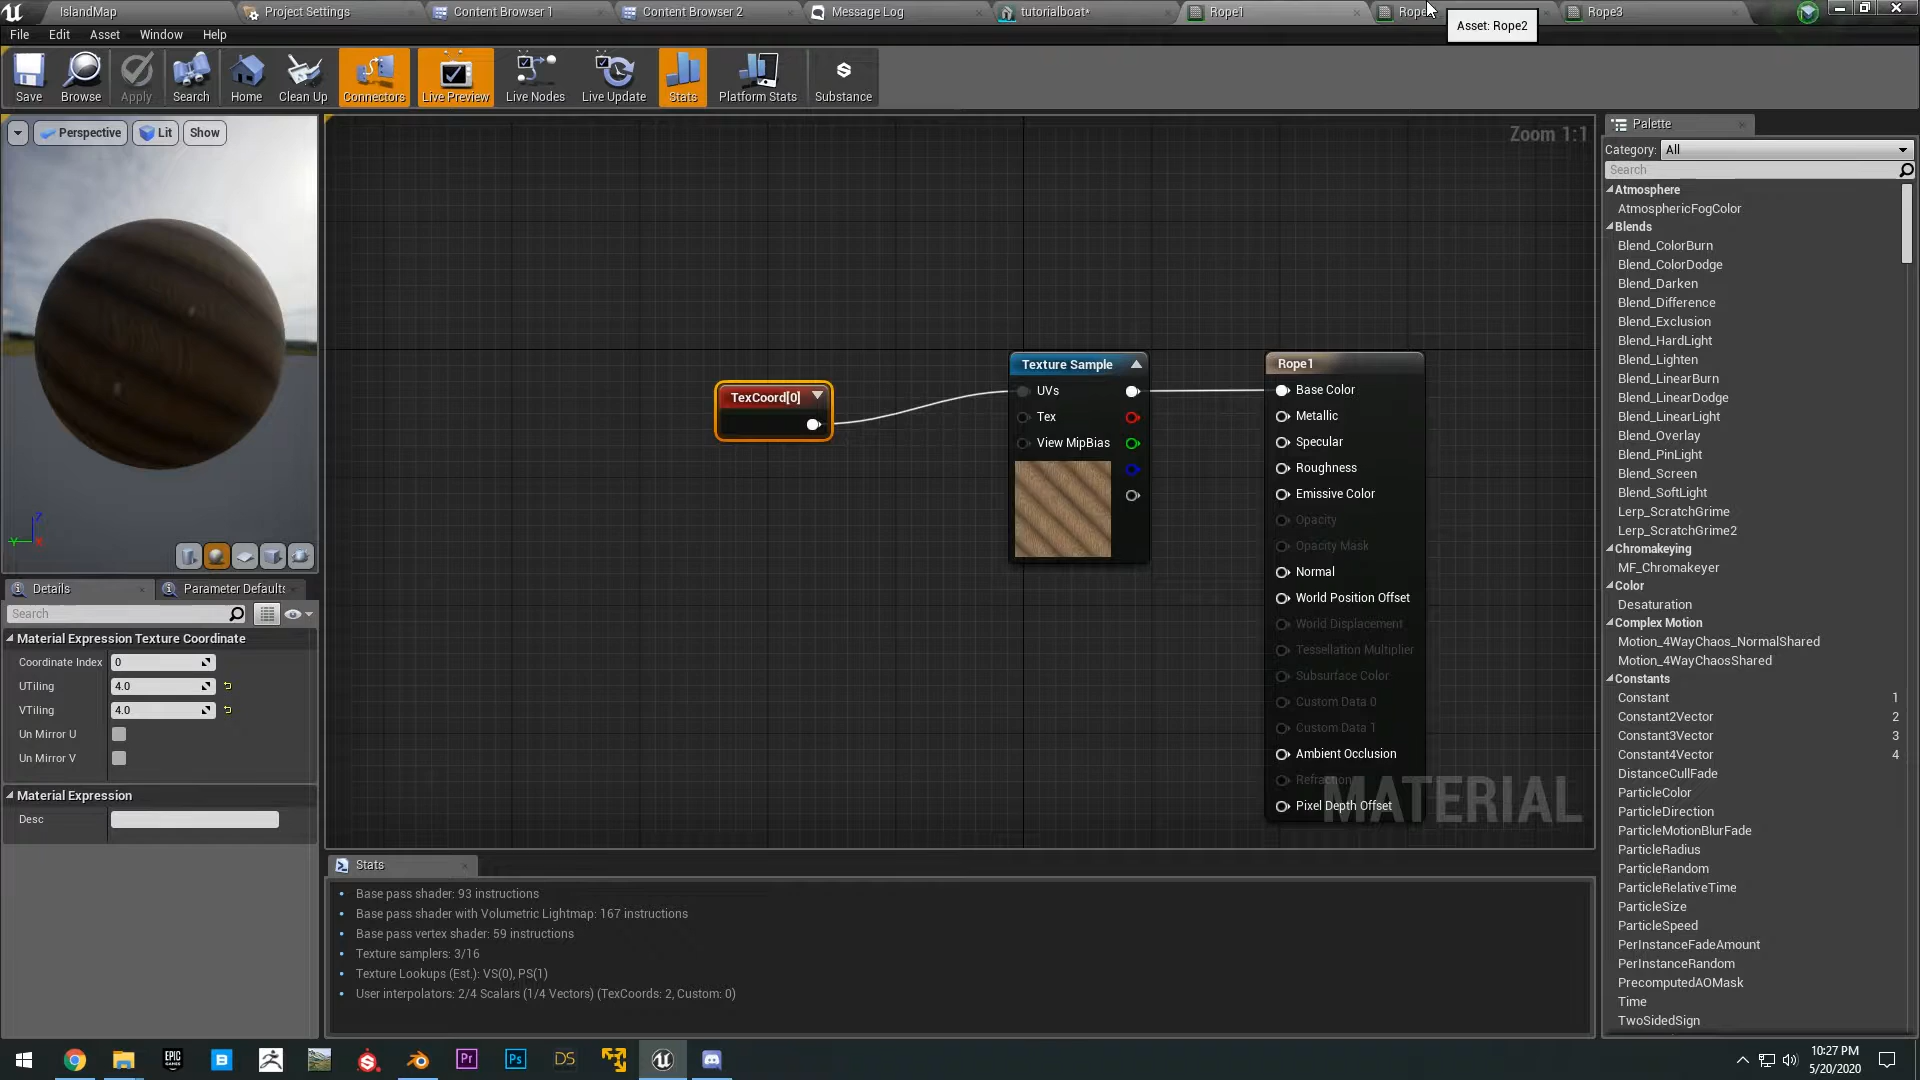 IslandMap
Project Settings
Content Browser 1
Content Browser 2
Message Log
tutorialboat*
Rope1
Rope
Rope3
File
Edit
Asset
Window
Help
Asset: Rope2
Save
Browse
Apply
Search
Home
Clean Up
Connectors
Live Preview
Live Nodes
Live Update
Stats
Platform Stats
Substance
Perspective
Lit
Show
Zoom 1:1
TexCoord[0]
Texture Sample
UVs
Tex
View MipBias
Rope1
Base Color
Metallic
Specular
Roughness
Emissive Color
Opacity
Opacity Mask
Normal
World Position Offset
World Displacement
Tessellation Multiplier
Subsurface Color
Custom Data 0
Custom Data 1
Ambient Occlusion
Refraction
Pixel Depth Offset
MATERIAL
Details
Parameter Defaults
Search
Material Expression Texture Coordinate
Coordinate Index 0
UTiling 4.0
VTiling 4.0
Un Mirror U
Un Mirror V
Material Expression
Desc
Stats
Base pass shader: 93 instructions
Base pass shader with Volumetric Lightmap: 167 instructions
Base pass vertex shader: 59 instructions
Texture samplers: 3/16
Texture Lookups (Est.): VS(0), PS(1)
User interpolators: 2/4 Scalars (1/4 Vectors) (TexCoords: 2, Custom: 0)
Palette
Category: All
Search
Atmosphere
AtmosphericFogColor
Blends
Blend_ColorBurn
Blend_ColorDodge
Blend_Darken
Blend_Difference
Blend_Exclusion
Blend_HardLight
Blend_Lighten
Blend_LinearBurn
Blend_LinearDodge
Blend_LinearLight
Blend_Overlay
Blend_PinLight
Blend_Screen
Blend_SoftLight
Lerp_ScratchGrime
Lerp_ScratchGrime2
Chromakeying
MF_Chromakeyer
Color
Desaturation
Complex Motion
Motion_4WayChaos_NormalShared
Motion_4WayChaosShared
Constants
Constant 1
Constant2Vector 2
Constant3Vector 3
Constant4Vector 4
DistanceCullFade
ParticleColor
ParticleDirection
ParticleMotionBlurFade
ParticleRadius
ParticleRandom
ParticleRelativeTime
ParticleSize
ParticleSpeed
PerInstanceFadeAmount
PerInstanceRandom
PrecomputedAOMask
Time
TwoSidedSign
EPIC
GAMES
B
Pr
Ps
DS
10:27 PM
5/20/2020